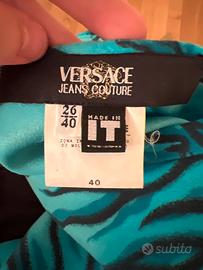 VERSACE
JEANS COUTURE
26
40
MADE IN
IT
40
subito